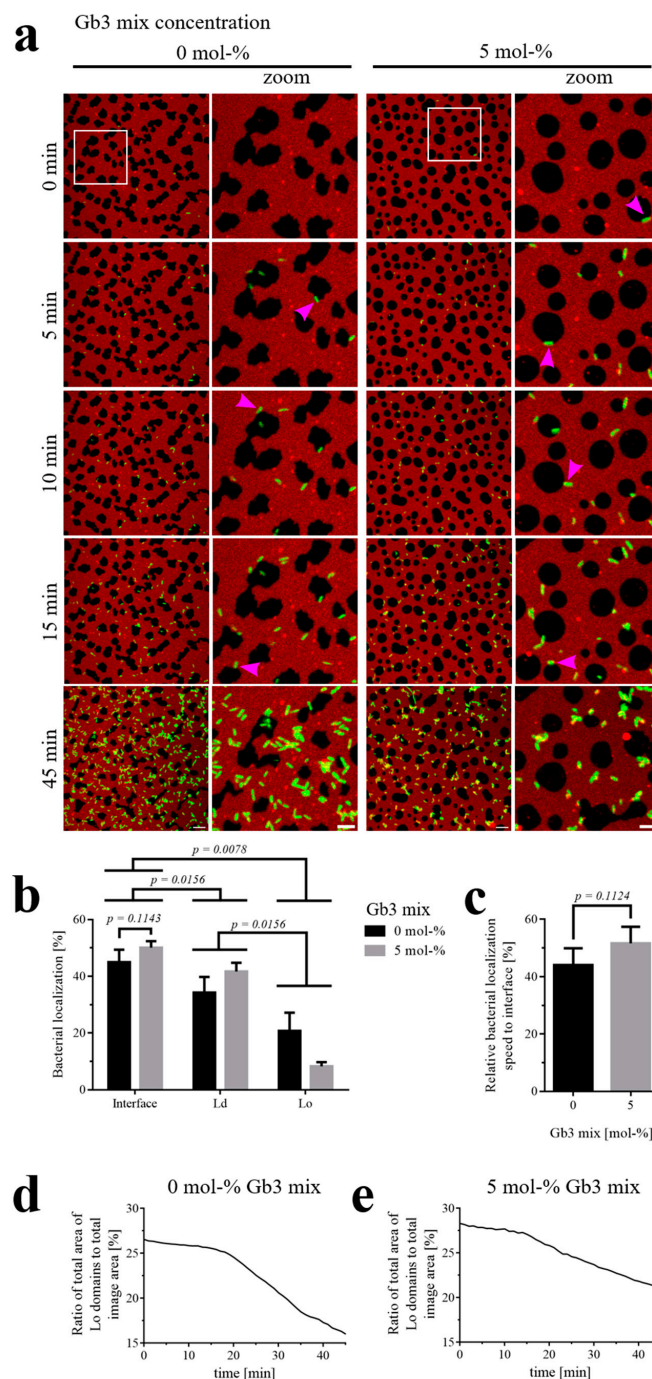 Gb3 mix concentration
a
0 mol-%
5 mol-%
zoom
zoom
0 min
5 min
10 min
15 min
45 min
b
p = 0.0078
p = 0.0156
p = 0.1143
p = 0.0156
Bacterial localization [%]
60
40
20
0
Interface
Ld
Lo
Gb3 mix
0 mol-%
5 mol-%
c
p = 0.1124
Relative bacterial localization
speed to interface [%]
60
40
20
0
0
5
Gb3 mix [mol-%]
d
0 mol-% Gb3 mix
Ratio of total area of
Lo domains to total
image area [%]
30
25
20
15
0
10
20
30
40
time [min]
e
5 mol-% Gb3 mix
Ratio of total area of
Lo domains to total
image area [%]
30
25
20
15
0
10
20
30
40
time [min]